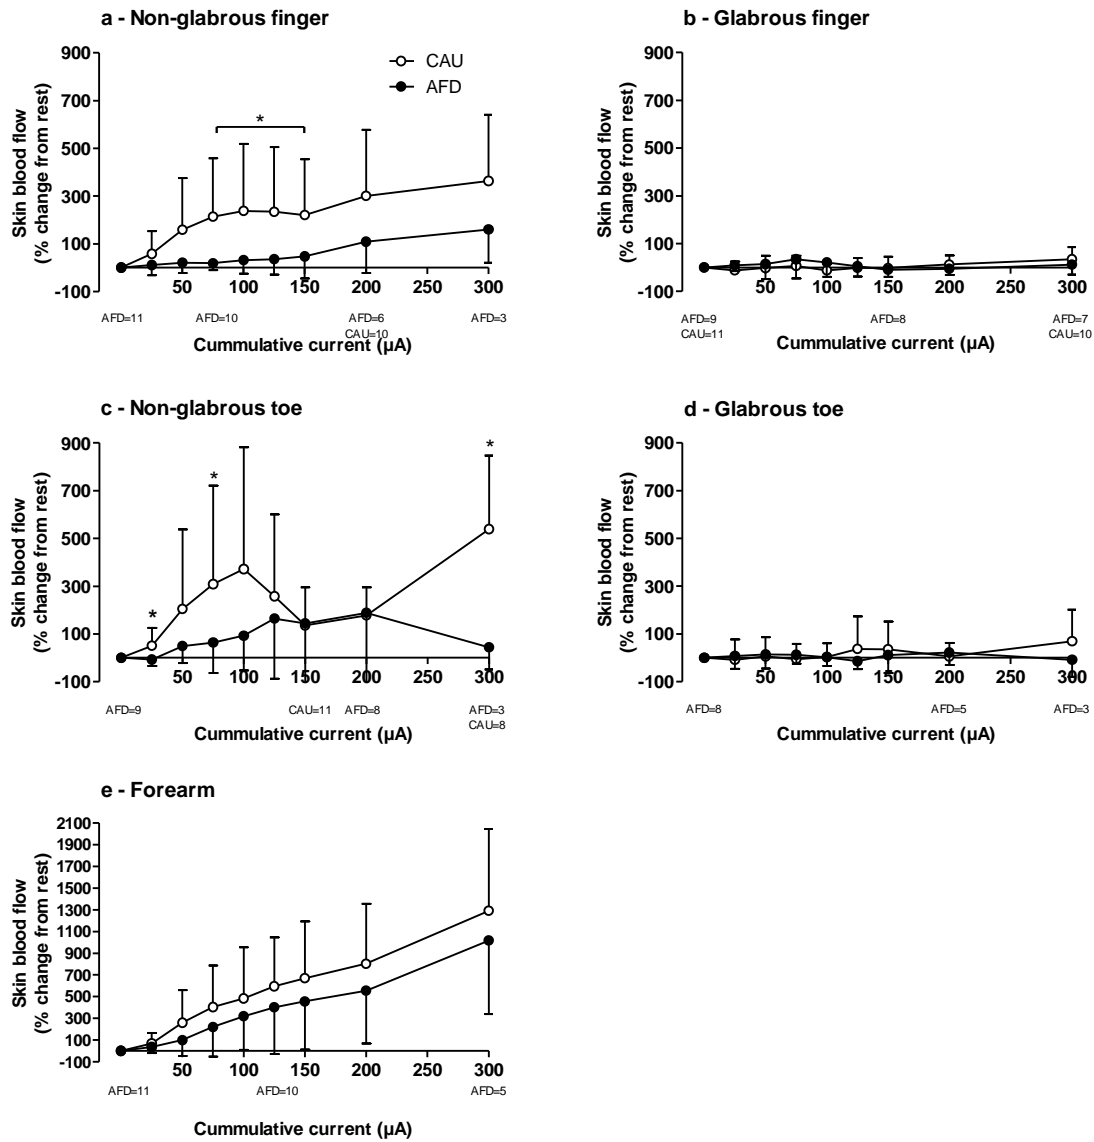 a - Non-glabrous finger
Skin blood flow
(% change from rest)
900
700
500
300
100
-100
CAU
AFD
*
50 100 150 200 250 300
AFD=11 AFD=10 AFD=6 AFD=3
CAU=10
Cummulative current (µA)
b - Glabrous finger
Skin blood flow
(% change from rest)
900
700
500
300
100
-100
50 100 150 200 250 300
AFD=9 AFD=8 AFD=7
CAU=11 CAU=10
Cummulative current (µA)
c - Non-glabrous toe
Skin blood flow
(% change from rest)
900
700
500
300
100
-100
* * *
50 100 150 200 250 300
AFD=9 CAU=11 AFD=8 AFD=3
CAU=8
Cummulative current (µA)
d - Glabrous toe
Skin blood flow
(% change from rest)
900
700
500
300
100
-100
50 100 150 200 250 300
AFD=8 AFD=5 AFD=3
Cummulative current (µA)
e - Forearm
Skin blood flow
(% change from rest)
2100
1900
1700
1500
1300
1100
900
700
500
300
100
-100
50 100 150 200 250 300
AFD=11 AFD=10 AFD=5
Cummulative current (µA)